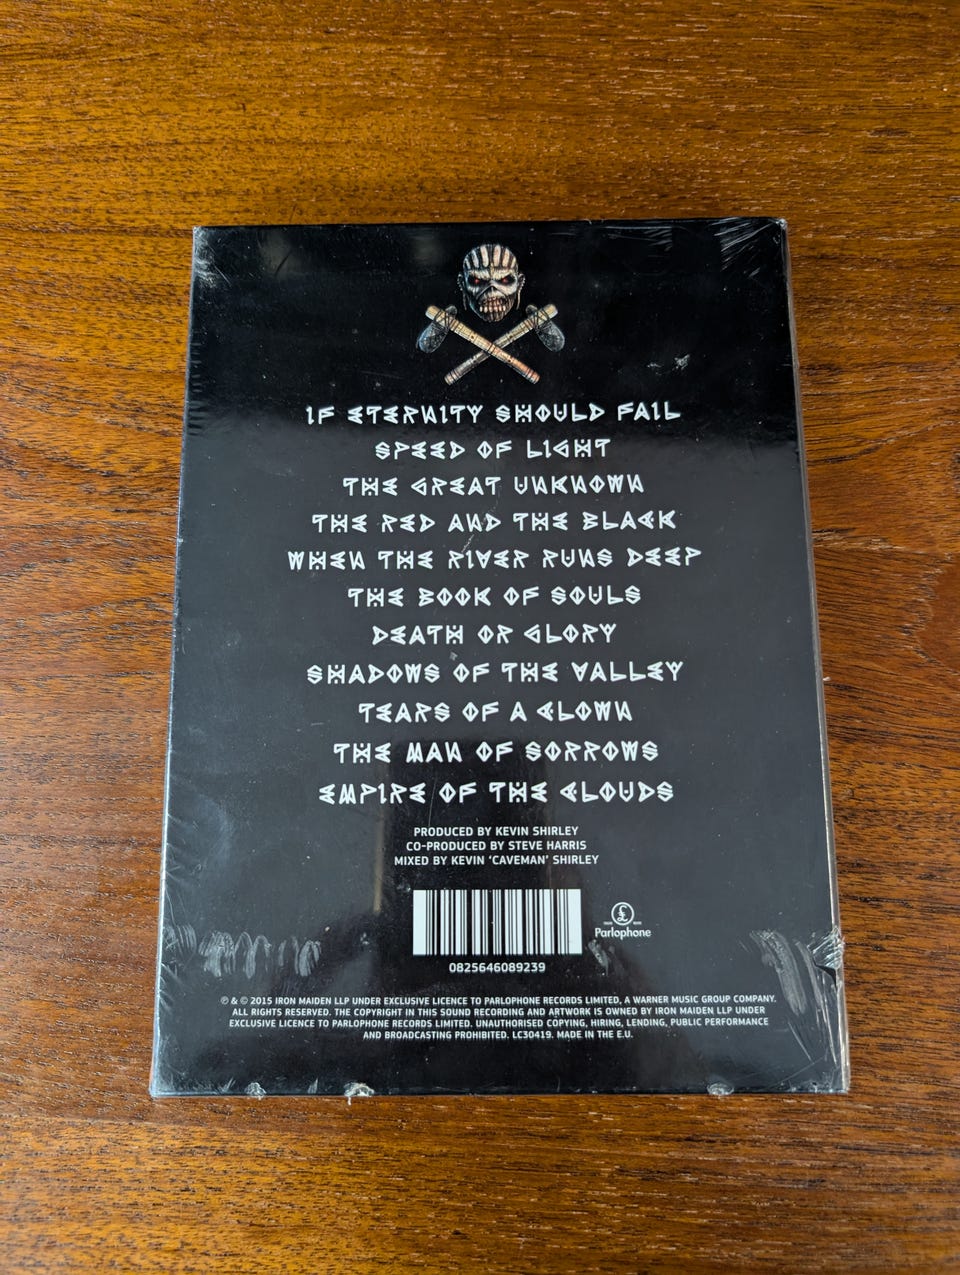 IF ETERNITY SHOULD FAIL
SPEED OF LIGHT
THE GREAT UNKNOWN
THE RED AND THE BLACK
WHEN THE RIVER RUNS DEEP
THE BOOK OF SOULS
DEATH OR GLORY
SHADOWS OF THE VALLEY
TEARS OF A CLOWN
THE MAN OF SORROWS
EMPIRE OF THE CLOUDS
PRODUCED BY KEVIN SHIRLEY
CO-PRODUCED BY STEVE HARRIS
MIXED BY KEVIN 'CAVEMAN' SHIRLEY
£
Parlophone
0825646089239
℗ & © 2015 IRON MAIDEN LLP UNDER EXCLUSIVE LICENCE TO PARLOPHONE RECORDS LIMITED, A WARNER MUSIC GROUP COMPANY.
ALL RIGHTS RESERVED. THE COPYRIGHT IN THIS SOUND RECORDING AND ARTWORK IS OWNED BY IRON MAIDEN LLP UNDER
EXCLUSIVE LICENCE TO PARLOPHONE RECORDS LIMITED. UNAUTHORISED COPYING, HIRING, LENDING, PUBLIC PERFORMANCE
AND BROADCASTING PROHIBITED. LC30419. MADE IN THE E.U.